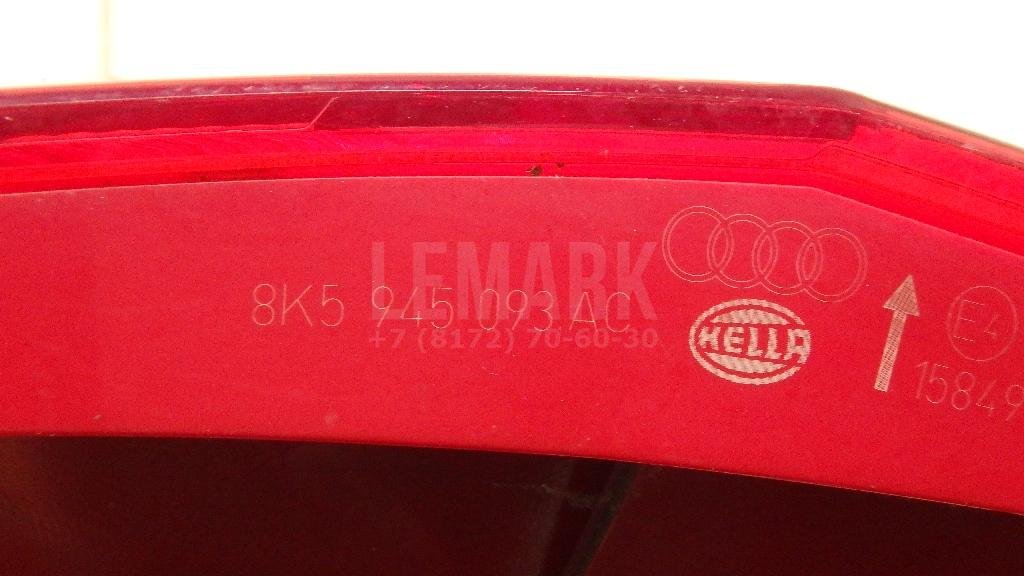 LEMARK
8K5 945 093 AC
+7 (8172) 70-60-30
HELLA
E4
15849